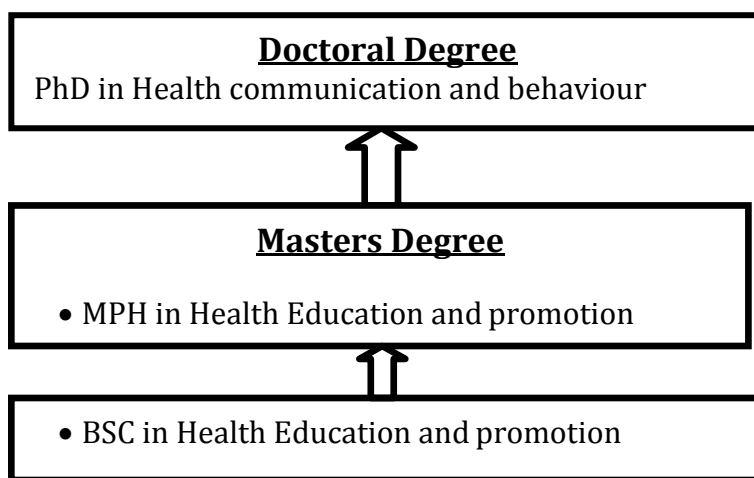 Doctoral Degree
PhD in Health communication and behaviour
Masters Degree
• MPH in Health Education and promotion
• BSC in Health Education and promotion